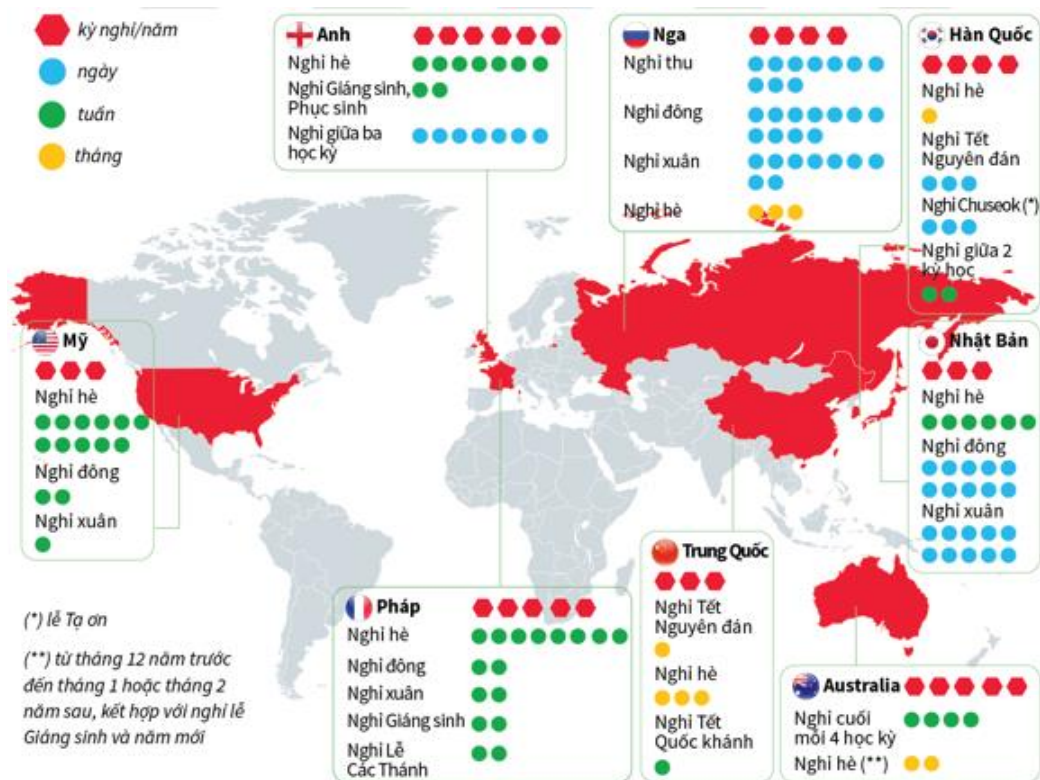 kỳ nghỉ/năm
ngày
tuần
tháng
Anh
Nghỉ hè
Nghỉ Giáng sinh,
Phục sinh
Nghỉ giữa ba
học kỳ
Nga
Nghỉ thu
Nghỉ đông
Nghỉ xuân
Nghỉ hè
Hàn Quốc
Nghỉ hè
Nghỉ Tết
Nguyên đán
Nghỉ Chuseok (*)
Nghỉ giữa 2
kỳ học
Mỹ
Nghỉ hè
Nghỉ đông
Nghỉ xuân
Nhật Bản
Nghỉ hè
Nghỉ đông
Nghỉ xuân
Pháp
Nghỉ hè
Nghỉ đông
Nghỉ xuân
Nghỉ Giáng sinh
Nghỉ Lễ
Các Thánh
Trung Quốc
Nghỉ Tết
Nguyên đán
Nghỉ hè
Nghỉ Tết
Quốc khánh
Australia
Nghỉ cuối
mỗi 4 học kỳ
Nghỉ hè (**)
(*) lễ Tạ ơn
(**) từ tháng 12 năm trước
đến tháng 1 hoặc tháng 2
năm sau, kết hợp với nghỉ lễ
Giáng sinh và năm mới